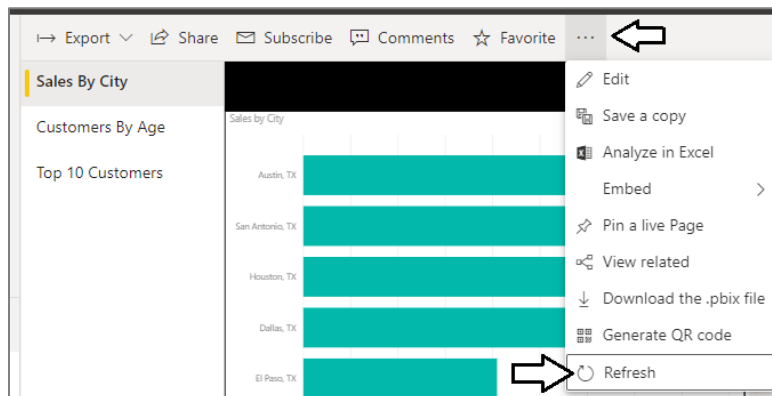 Export Share Subscribe Comments Favorite ...
Sales By City
Customers By Age
Top 10 Customers
Sales by City
Austin, TX
San Antonio, TX
Houston, TX
Dallas, TX
El Paso, TX
Edit
Save a copy
Analyze in Excel
Embed
Pin a live Page
View related
Download the .pbix file
Generate QR code
Refresh